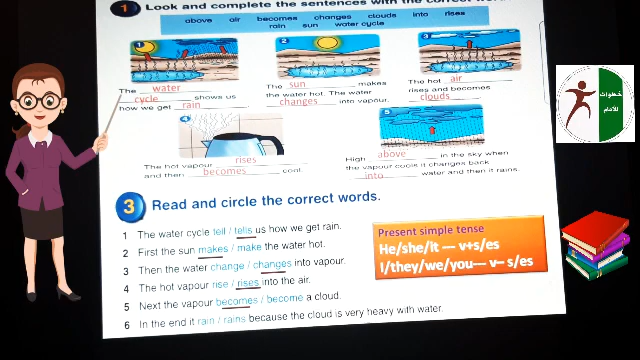 1 Look and complete the sentences with the correct words.
above air becomes changes clouds into rises
rain sun water cycle
1
The water
cycle shows us
how we get rain
2
The sun makes
the water hot. The water
changes into vapour.
3
The hot air
rises and becomes
clouds
4
The hot vapour rises
and then becomes
5
High above in the sky when
the vapour cools it changes back
into water and then it rains.
خطوات
للأمام
3 Read and circle the correct words.
1 The water cycle tell / tells us how we get rain.
2 First the sun makes / make the water hot.
3 Then the water change / changes into vapour.
4 The hot vapour rise / rises into the air.
5 Next the vapour becomes / become a cloud.
6 In the end it rain / rains because the cloud is very heavy with water.
Present simple tense
He/she/It --- v+s/es
I/they/we/you--- v– s/es